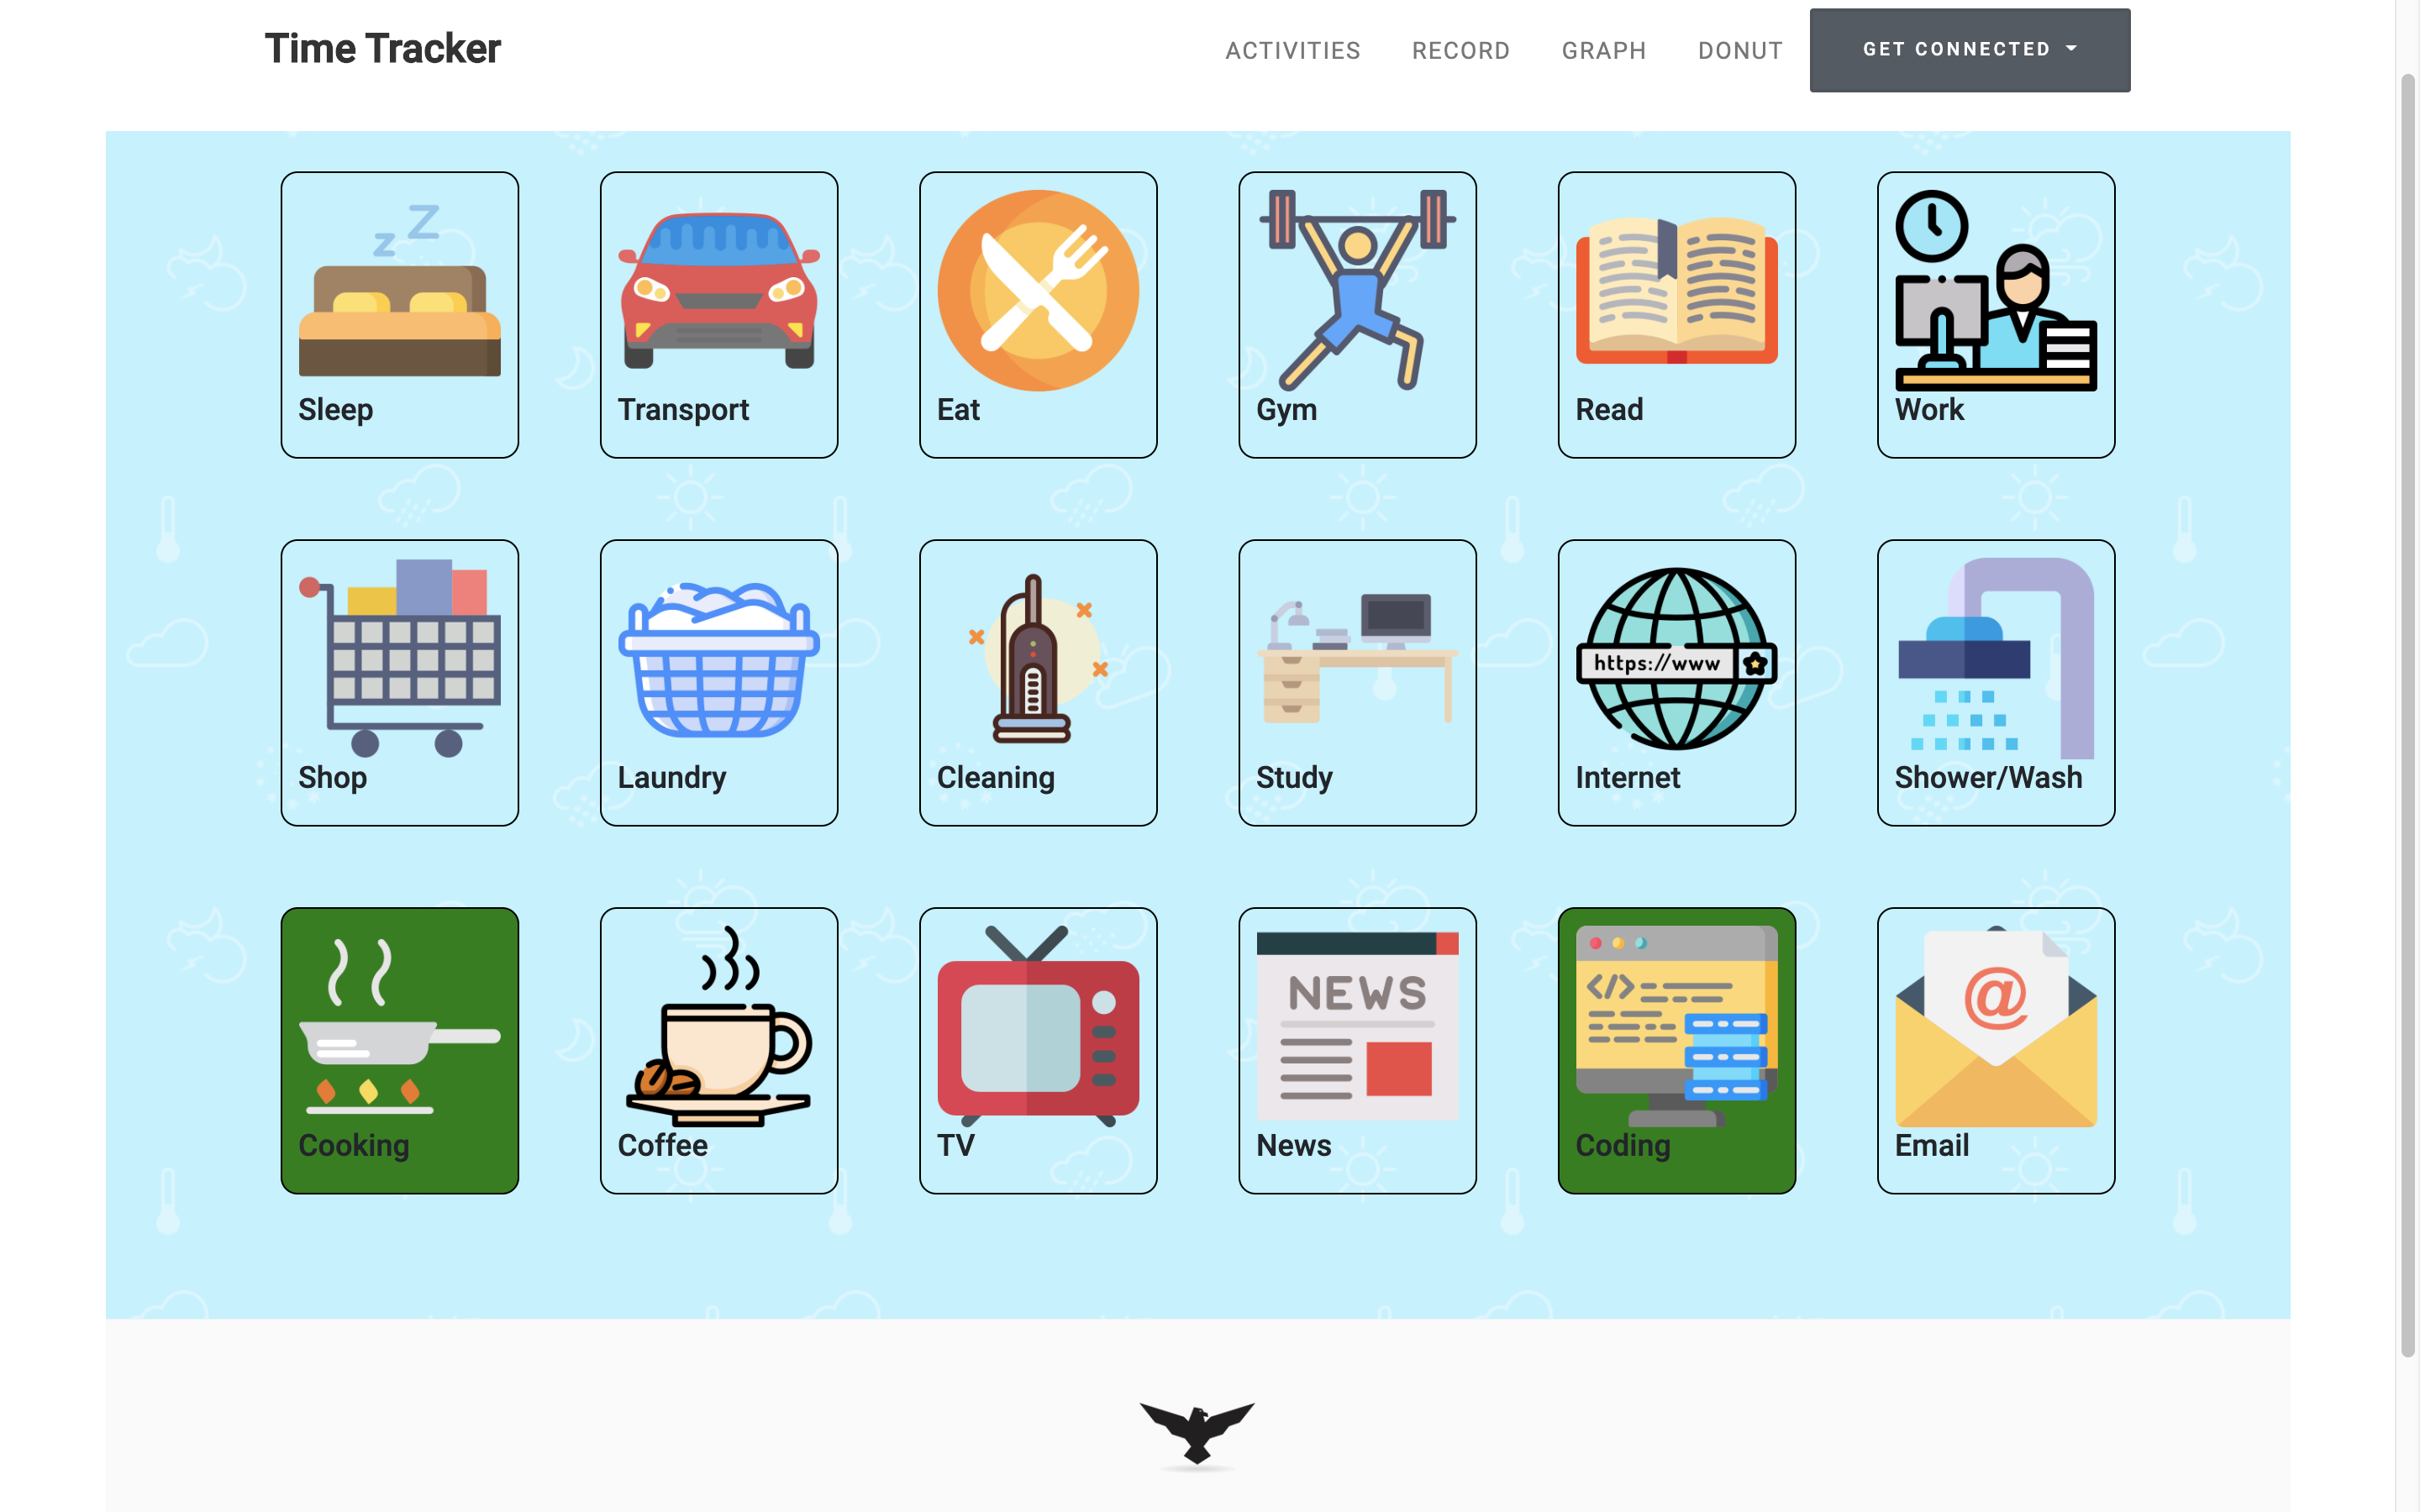 Time Tracker
ACTIVITIES RECORD GRAPH DONUT GET CONNECTED
Sleep Transport Eat Gym Read Work
https://www
Shop Laundry Cleaning Study Internet Shower/Wash
NEWS
</>
@
Cooking Coffee TV News Coding Email